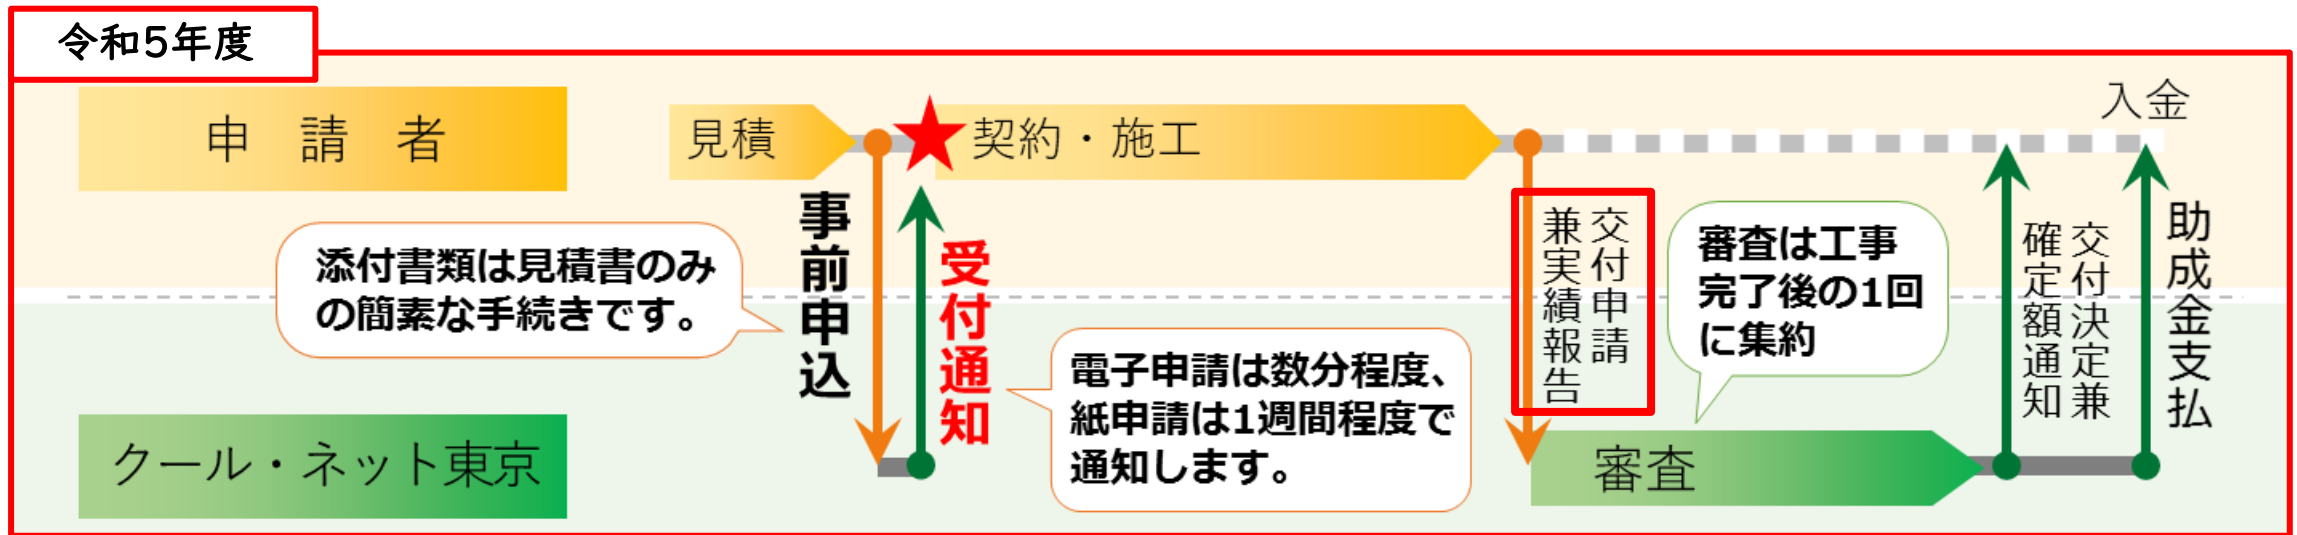 令和5年度
申請者
見積
契約・施工
入金
事前申込
受付通知
添付書類は見積書のみ
の簡素な手続きです。
電子申請は数分程度、
紙申請は1週間程度で
通知します。
交付申請
兼実績報告
審査は工事
完了後の1回
に集約
交付決定兼
確定額通知
助成金支払
クール・ネット東京
審査